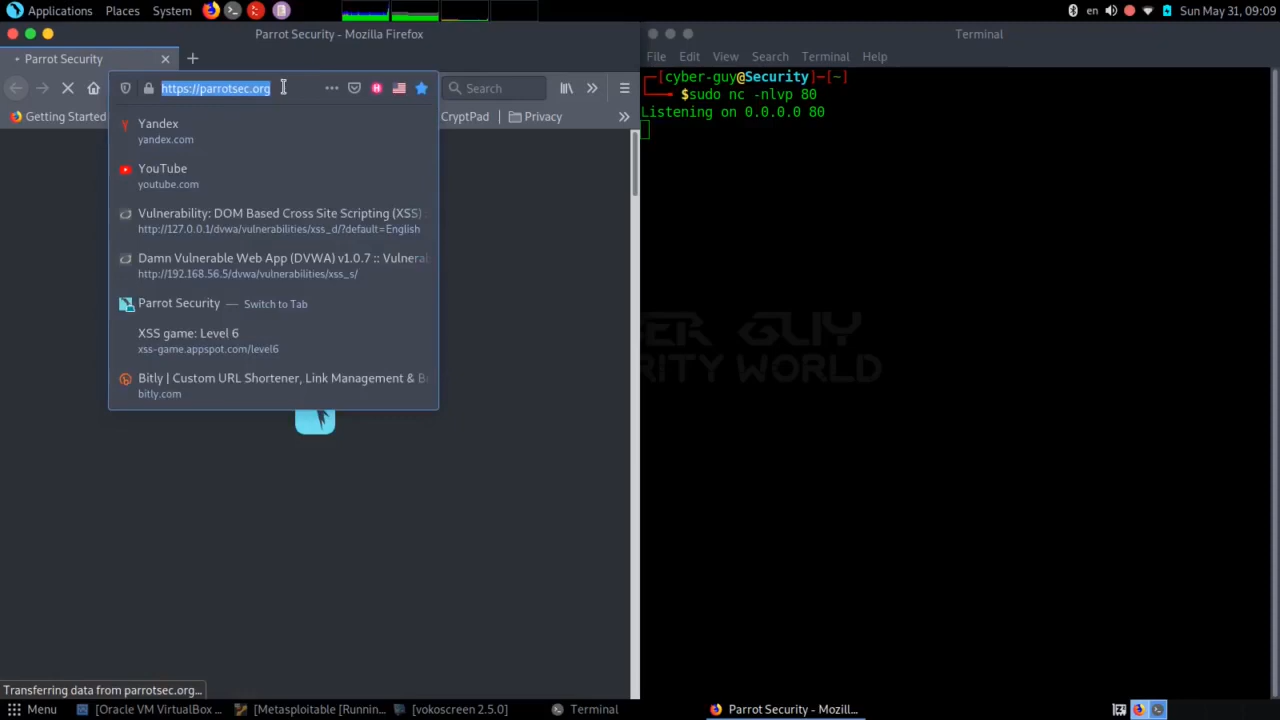 Applications Places System
en Sun May 31, 09:09
Parrot Security - Mozilla Firefox
Parrot Security
https://parrotsec.org
Search
Getting Started
CryptPad
Privacy
Yandex
yandex.com
YouTube
youtube.com
Vulnerability: DOM Based Cross Site Scripting (XSS) :
http://127.0.0.1/dvwa/vulnerabilities/xss_d/?default=English
Damn Vulnerable Web App (DVWA) v1.0.7 :: Vulnera
http://192.168.56.5/dvwa/vulnerabilities/xss_s/
Parrot Security — Switch to Tab
XSS game: Level 6
xss-game.appspot.com/level6
Bitly | Custom URL Shortener, Link Management & B
bitly.com
Transferring data from parrotsec.org...
Terminal
File Edit View Search Terminal Help
┌─[cyber-guy@Security]─[~]
└──╼ $sudo nc -nlvp 80
Listening on 0.0.0.0 80
ER GUY
RITY WORLD
Menu [Oracle VM VirtualBox ... [Metasploitable [Runnin... [vokoscreen 2.5.0] Terminal Parrot Security - Mozill...